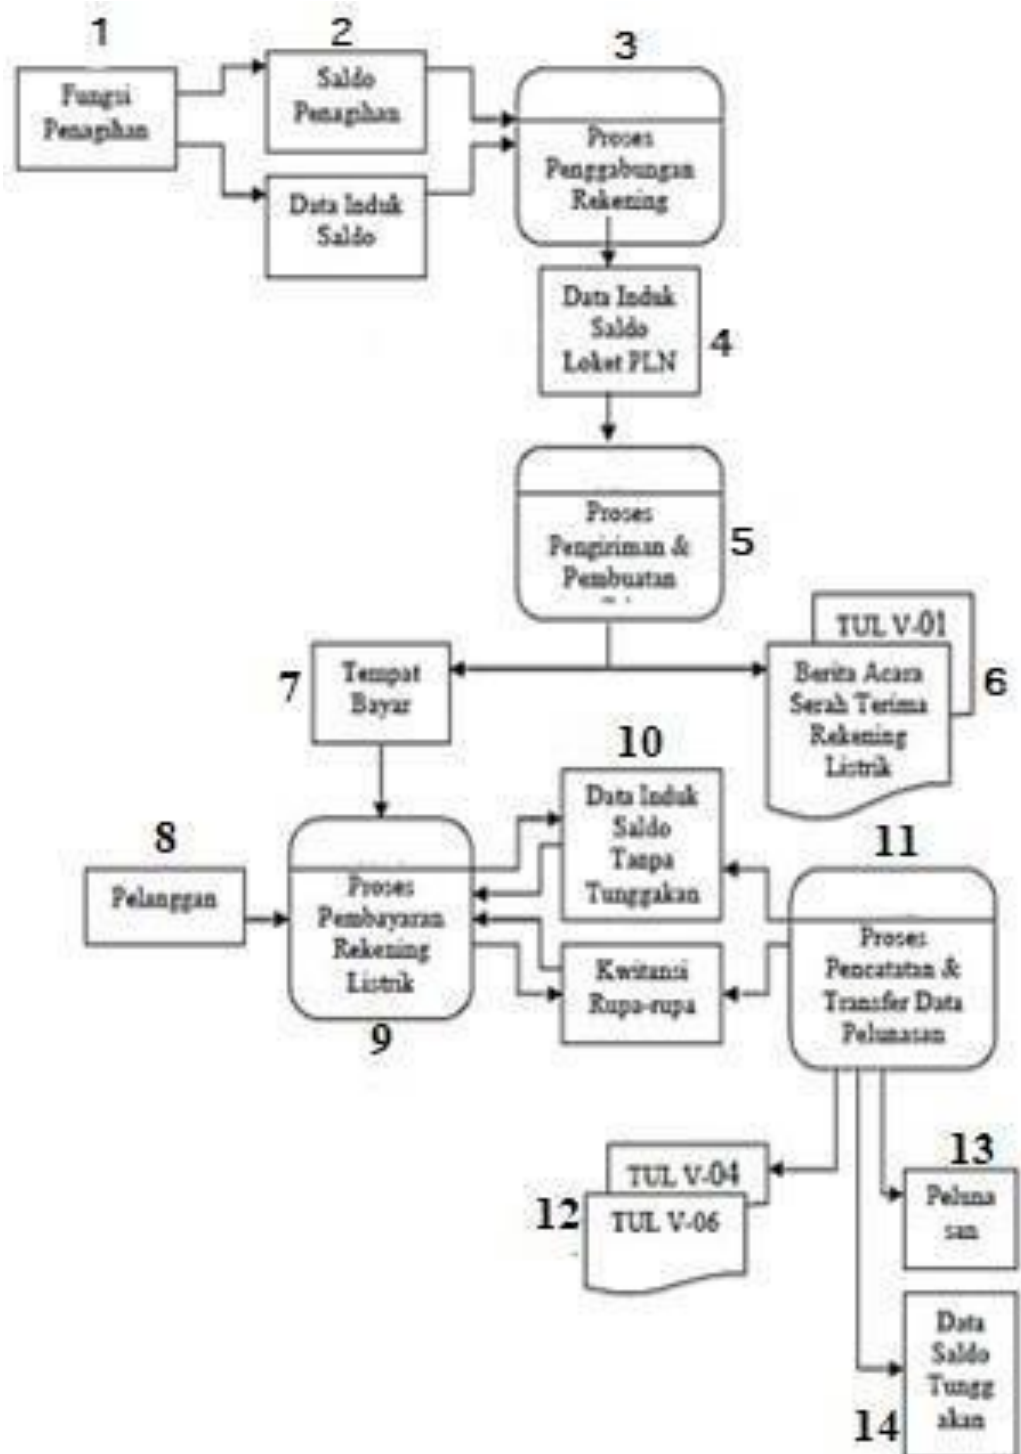 1
Fungsi
Penagihan
2
Saldo
Penagihan
Data Induk
Saldo
3
Proses
Penggabungan
Rekening
Data Induk
Saldo
Loket PLN
4
Proses
Pengiriman &
Pembuatan
5
TUL V-01
Berita Acara
Serah Terima
Rekening
Listrik
6
7
Tempat
Bayar
8
Pelanggan
Proses
Pembayaran
Rekening
Listrik
9
10
Data Induk
Saldo
Tanpa
Tunggakan
Kwitansi
Rupa-rupa
11
Proses
Pencatatan &
Transfer Data
Pelunasan
12
TUL V-04
TUL V-06
13
Peluna
san
Data
Saldo
Tungg
akan
14